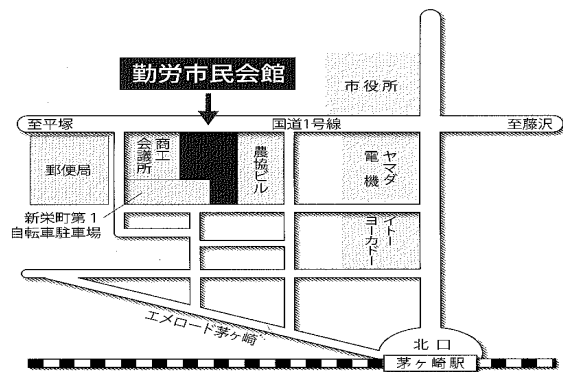 勤労市民会館
市役所
至平塚
国道1号線
至藤沢
郵便局
商工
会議所
農協ビル
ヤマダ
電機
新栄町第1
自転車駐車場
イトー
ヨーカドー
エメロード茅ヶ崎
北口
茅ヶ崎駅